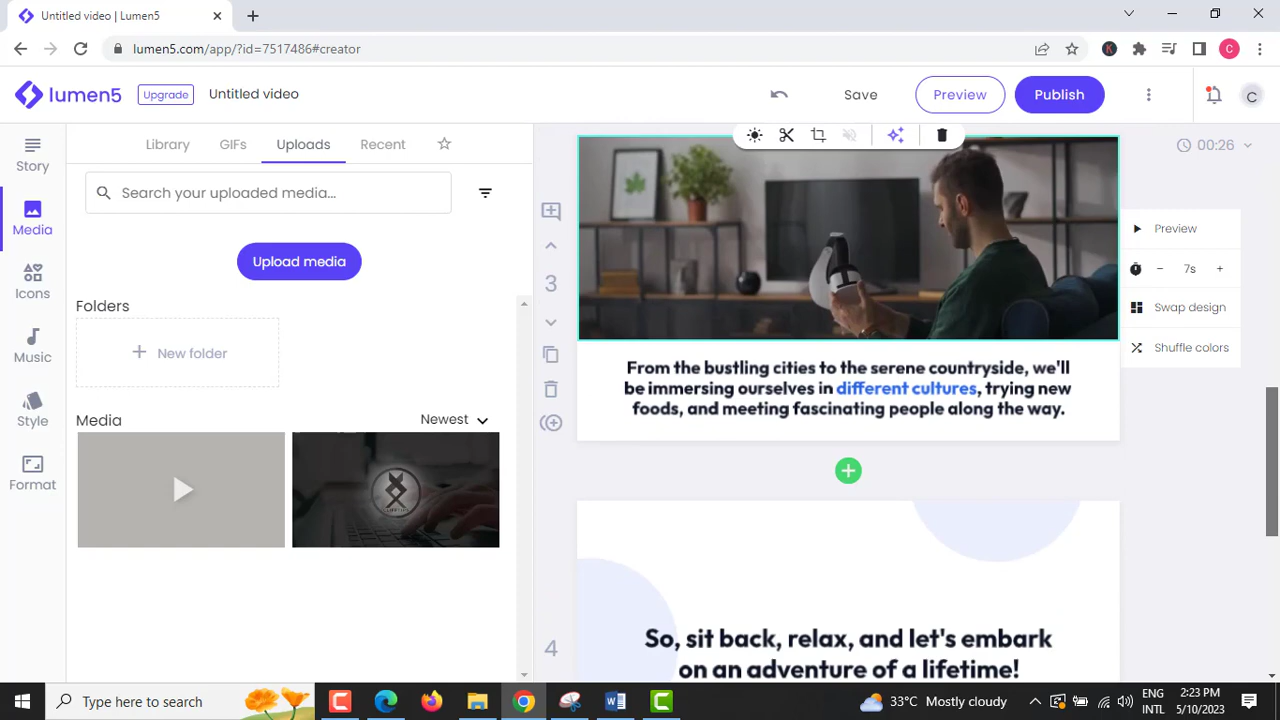 Untitled video | Lumen5
lumen5.com/app/?id=7517486#creator
K
C
lumen5
Upgrade
Untitled video
Save
Preview
Publish
C
Story
Media
Icons
Music
Style
Format
Library
GIFs
Uploads
Recent
Search your uploaded media...
Upload media
Folders
New folder
Media
Newest
3
From the bustling cities to the serene countryside, we'll
be immersing ourselves in different cultures, trying new
foods, and meeting fascinating people along the way.
4
So, sit back, relax, and let's embark
on an adventure of a lifetime!
00:26
Preview
7s
Swap design
Shuffle colors
Type here to search
33°C Mostly cloudy
ENG
INTL
2:23 PM
5/10/2023